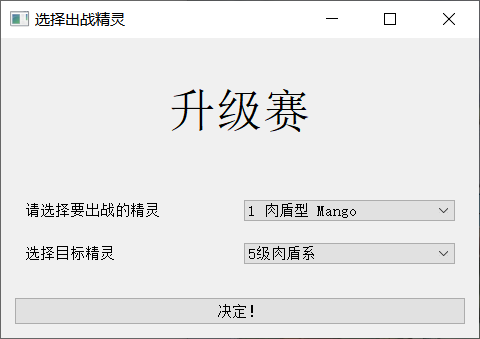 选择出战精灵
升级赛
请选择要出战的精灵
1 肉盾型 Mango
选择目标精灵
5级肉盾系
决定!